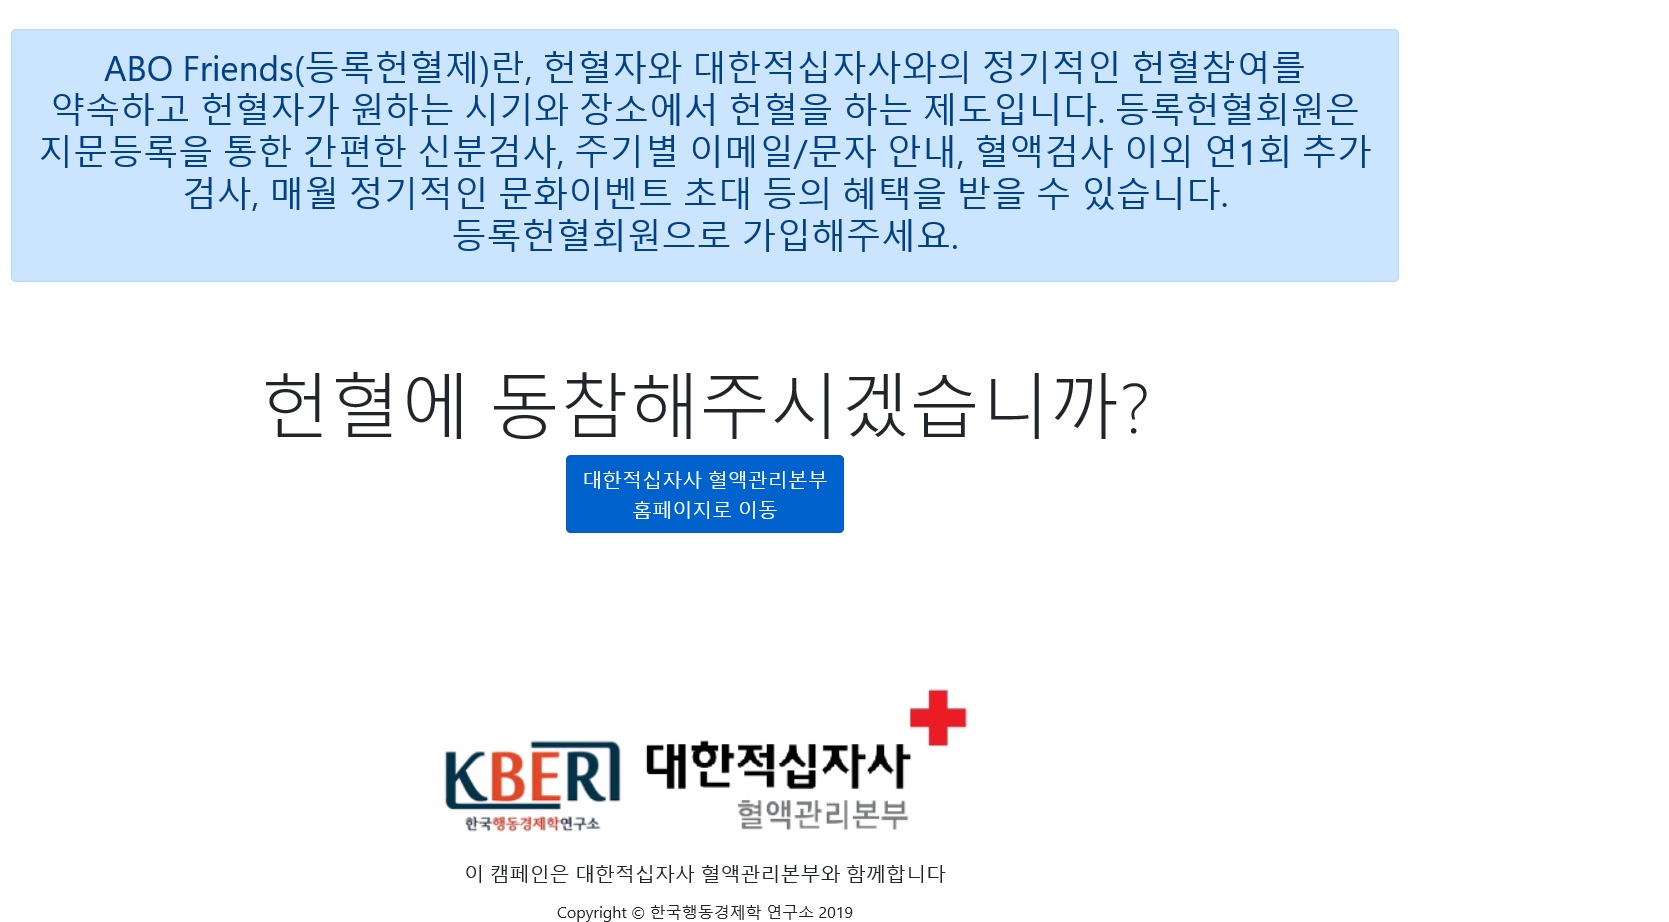 ABO Friends(등록헌혈제)란, 헌혈자와 대한적십자사와의 정기적인 헌혈참여를
약속하고 헌혈자가 원하는 시기와 장소에서 헌혈을 하는 제도입니다. 등록헌혈회원은
지문등록을 통한 간편한 신분검사, 주기별 이메일/문자 안내, 혈액검사 이외 연1회 추가
검사, 매월 정기적인 문화이벤트 초대 등의 혜택을 받을 수 있습니다.
등록헌혈회원으로 가입해주세요.
헌혈에 동참해주시겠습니까?
대한적십자사 혈액관리본부
홈페이지로 이동
KBERI
한국행동경제학연구소
대한적십자사
혈액관리본부
이 캠페인은 대한적십자사 혈액관리본부와 함께합니다
Copyright © 한국행동경제학 연구소 2019